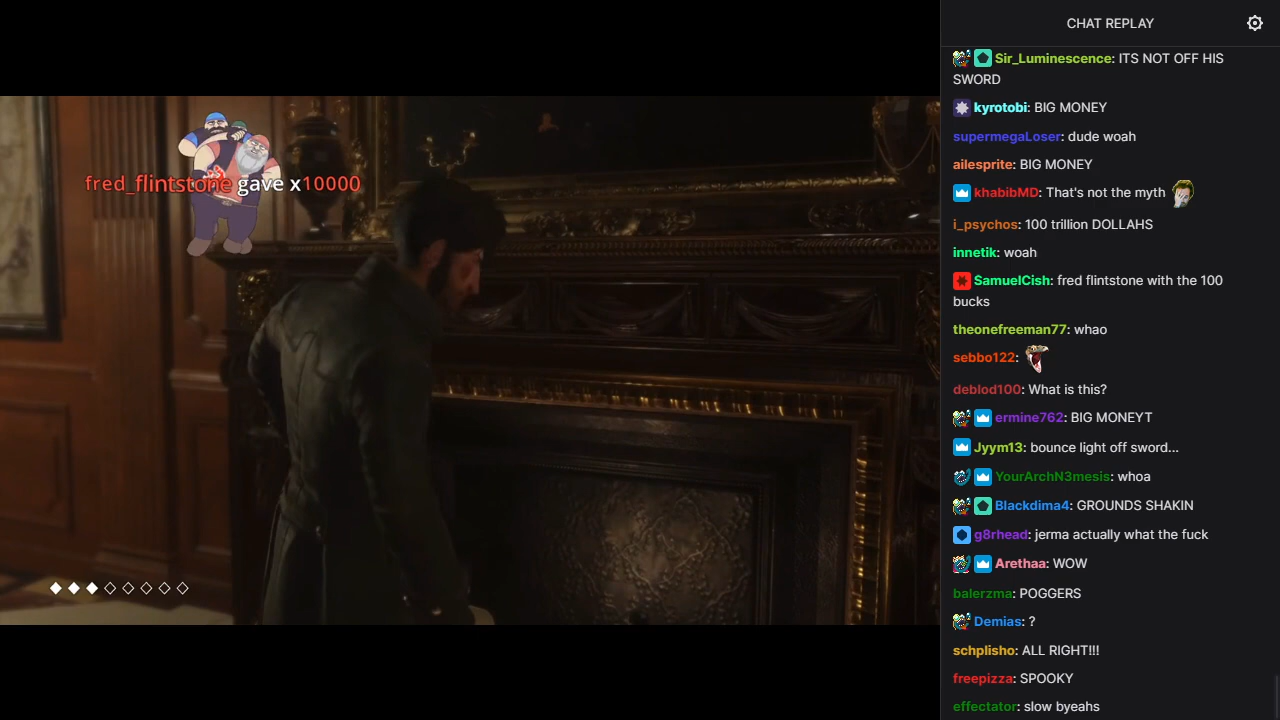 fred_flintstone gave x10000
CHAT REPLAY
Sir_Luminescence: ITS NOT OFF HIS
SWORD
kyrotobi: BIG MONEY
supermegaLoser: dude woah
ailesprite: BIG MONEY
khabibMD: That's not the myth
i_psychos: 100 trillion DOLLAHS
innetik: woah
SamuelCish: fred flintstone with the 100
bucks
theonefreeman77: whao
sebbo122:
deblod100: What is this?
ermine762: BIG MONEYT
Jyym13: bounce light off sword...
YourArchN3mesis: whoa
Blackdima4: GROUNDS SHAKIN
g8rhead: jerma actually what the fuck
Arethaa: WOW
balerzma: POGGERS
Demias: ?
schplisho: ALL RIGHT!!!
freepizza: SPOOKY
effectator: slow byeahs